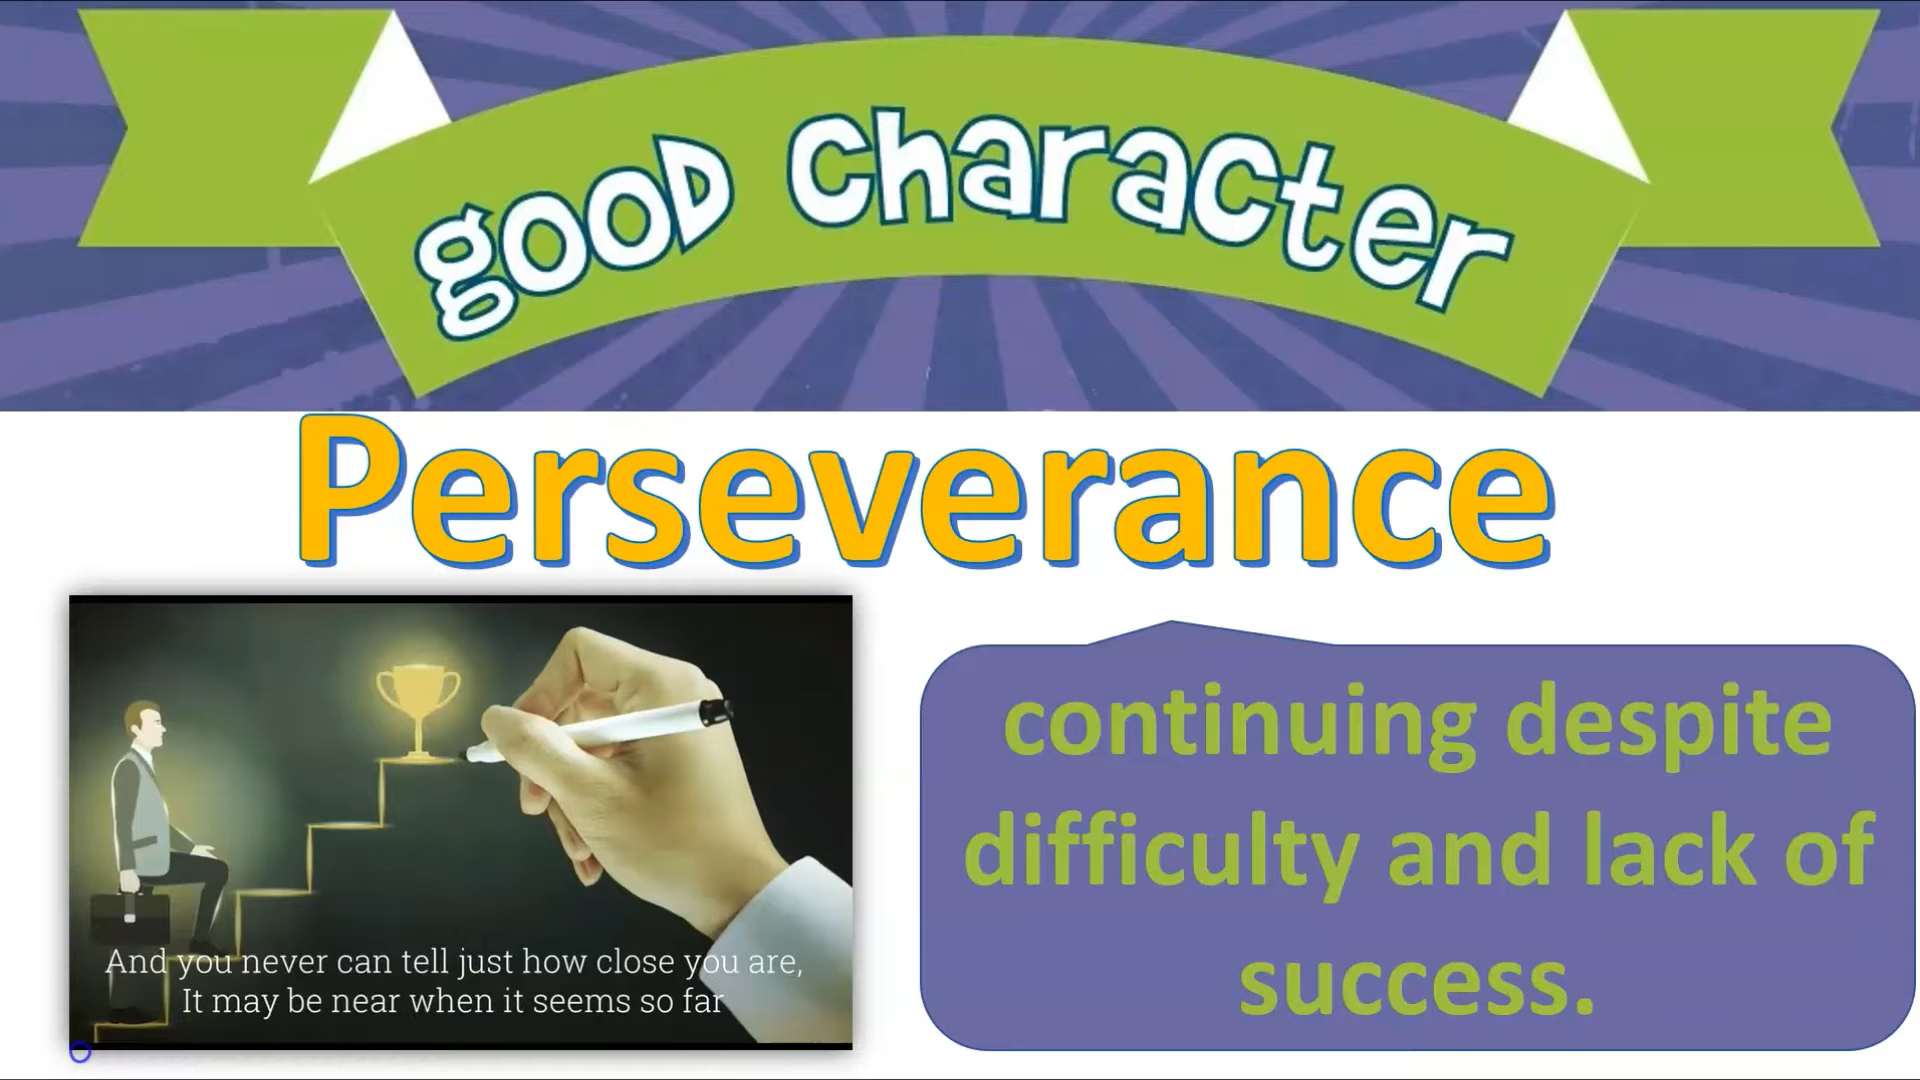 gooD character
Perseverance
And you never can tell just how close you are,
It may be near when it seems so far
continuing despite
difficulty and lack of
success.